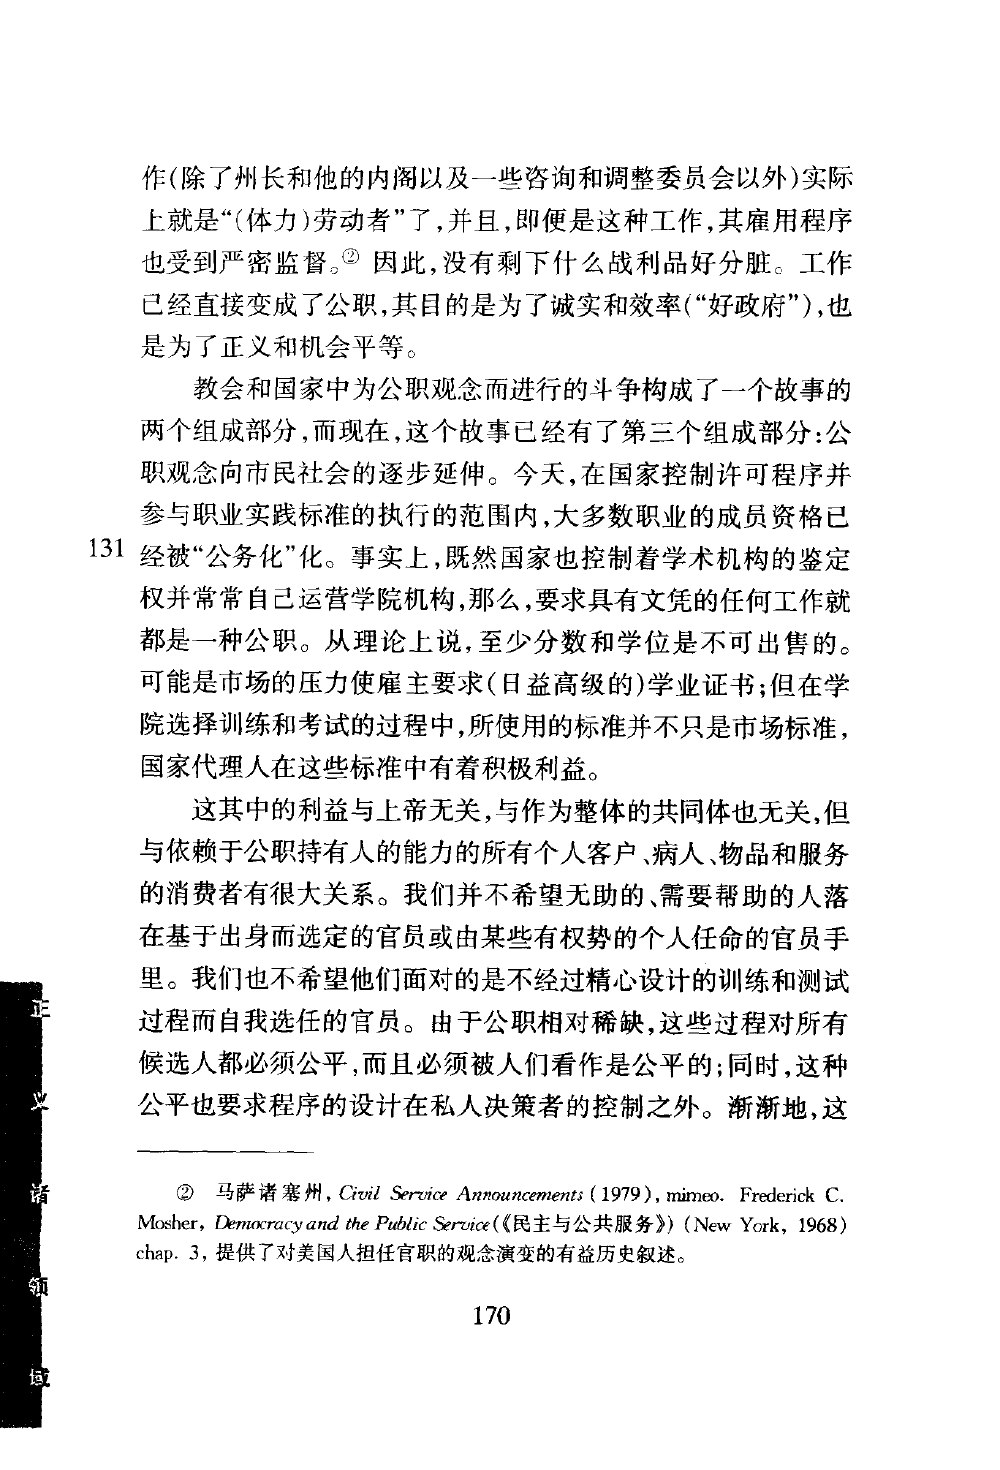 作(除了州长和他的内阁以及一些咨询和调整委员会以外)实际
上就是“(体力)劳动者”了,并且,即便是这种工作,其雇用程序
也受到严密监督。② 因此,没有剩下什么战利品好分脏。工作
已经直接变成了公职,其目的是为了诚实和效率(“好政府”),也
是为了正义和机会平等。
教会和国家中为公职观念而进行的斗争构成了一个故事的
两个组成部分,而现在,这个故事已经有了第三个组成部分:公
职观念向市民社会的逐步延伸。今天,在国家控制许可程序并
参与职业实践标准的执行的范围内,大多数职业的成员资格已
131 经被“公务化”化。事实上,既然国家也控制着学术机构的鉴定
权并常常自己运营学院机构,那么,要求具有文凭的任何工作就
都是一种公职。从理论上说,至少分数和学位是不可出售的。
可能是市场的压力使雇主要求(日益高级的)学业证书;但在学
院选择训练和考试的过程中,所使用的标准并不只是市场标准,
国家代理人在这些标准中有着积极利益。
这其中的利益与上帝无关,与作为整体的共同体也无关,但
与依赖于公职持有人的能力的所有个人客户、病人、物品和服务
的消费者有很大关系。我们并不希望无助的、需要帮助的人落
在基于出身而选定的官员或由某些有权势的个人任命的官员手
里。我们也不希望他们面对的是不经过精心设计的训练和测试
过程而自我选任的官员。由于公职相对稀缺,这些过程对所有
候选人都必须公平,而且必须被人们看作是公平的;同时,这种
公平也要求程序的设计在私人决策者的控制之外。渐渐地,这
② 马萨诸塞州, Civil Service Announcements (1979), mimeo. Frederick C.
Mosher, Democracy and the Public Service(《民主与公共服务》) (New York, 1968)
chap. 3, 提供了对美国人担任官职的观念演变的有益历史叙述。
170
正
义
诸
领
域